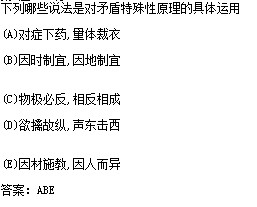 下列哪些说法是对矛盾特殊性原理的具体运用
(A)对症下药,量体裁衣
(B)因时制宜,因地制宜
(C)物极必反,相反相成
(D)欲擒故纵,声东击西
(E)因材施教,因人而异
答案: ABE